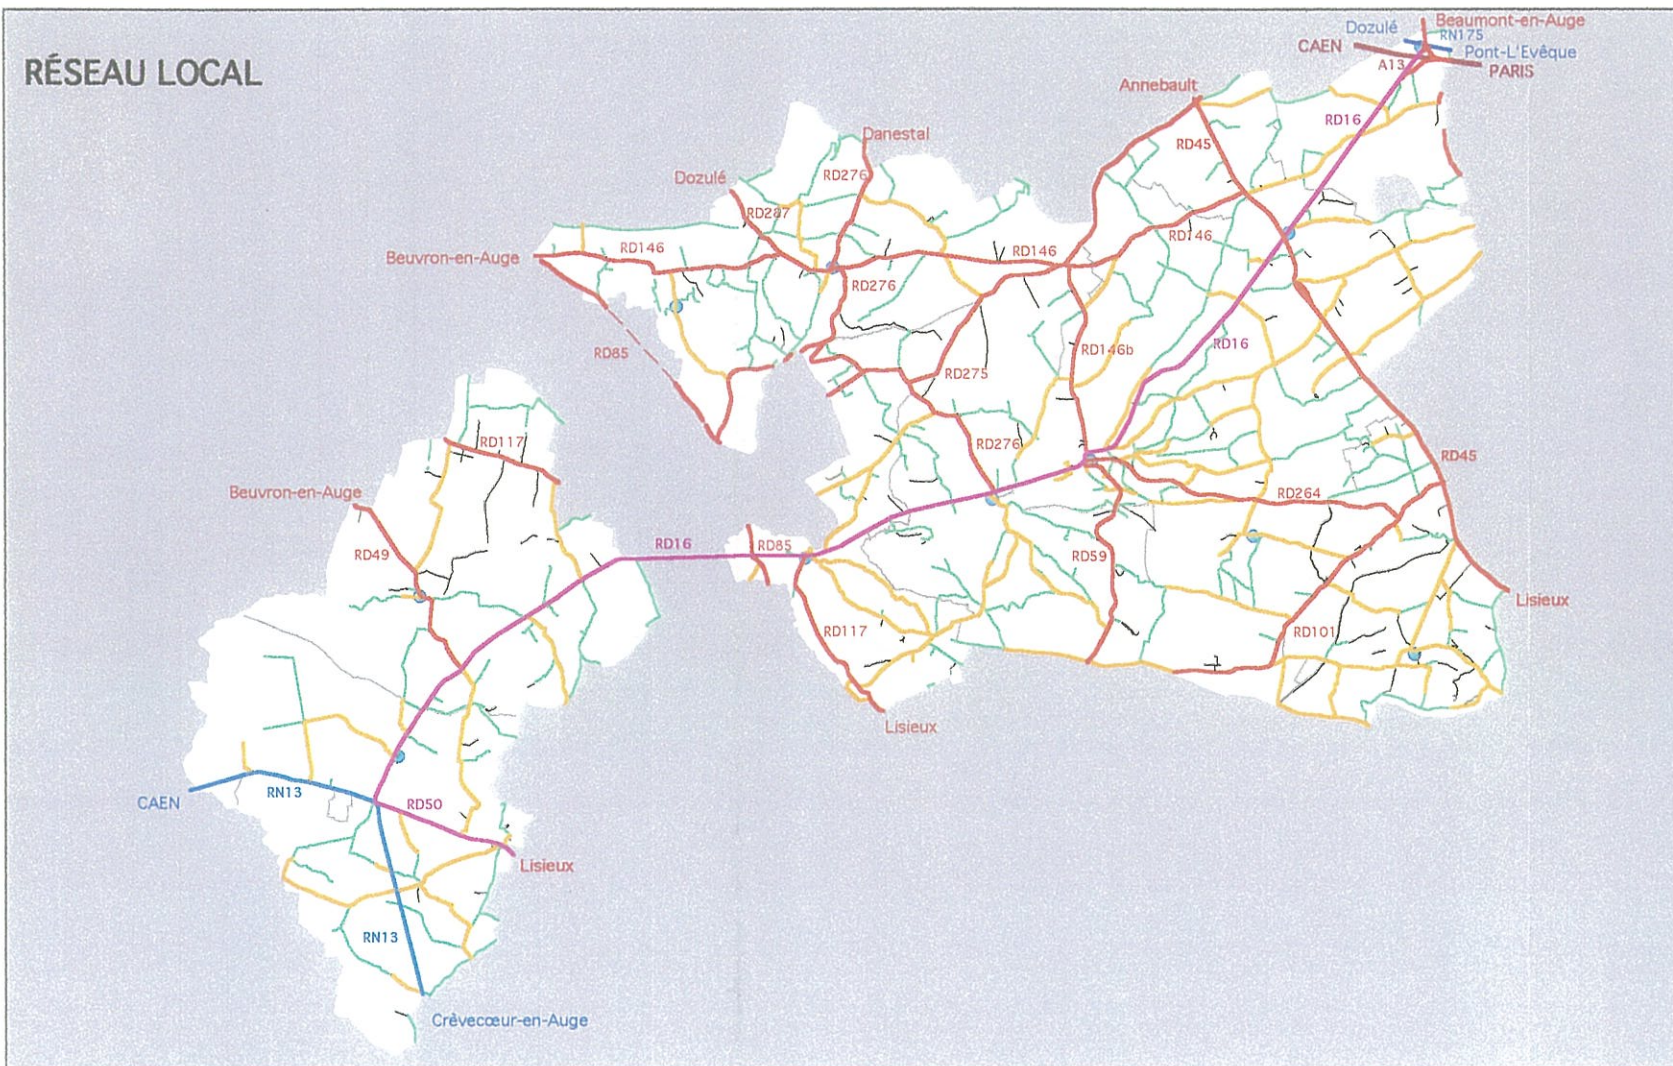 Beaumont-en-Auge
Dozulé
RN175
CAEN
Pont-L'Evêque
A13
PARIS
RÉSEAU LOCAL
Annebault
RD16
Danestal
RD45
RD276
Dozulé
RD287
RD146
RD146
RD146
Beuvron-en-Auge
RD276
RD16
RD146b
RD85
RD275
RD117
RD276
RD45
Beuvron-en-Auge
RD264
RD16
RD85
RD49
RD59
Lisieux
RD117
RD101
Lisieux
RN13
CAEN
RD50
Lisieux
RN13
Crèvecœur-en-Auge